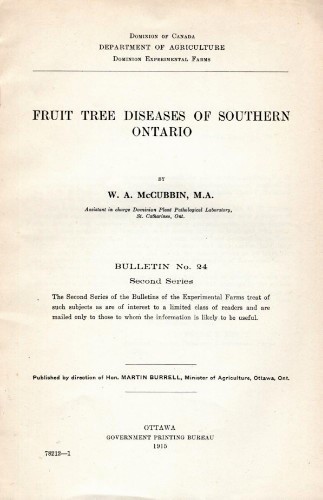 Dominion of Canada
DEPARTMENT OF AGRICULTURE
Dominion Experimental Farms
FRUIT TREE DISEASES OF SOUTHERN
ONTARIO
BY
W. A. McCUBBIN, M.A.
Assistant in charge Dominion Plant Pathological Laboratory,
St. Catharines, Ont.
BULLETIN No. 24
Second Series
The Second Series of the Bulletins of the Experimental Farms treat of
such subjects as are of interest to a limited class of readers and are
mailed only to those to whom the information is likely to be useful.
Published by direction of Hon. MARTIN BURRELL, Minister of Agriculture, Ottawa, Ont.
OTTAWA
GOVERNMENT PRINTING BUREAU
1915
78213—1